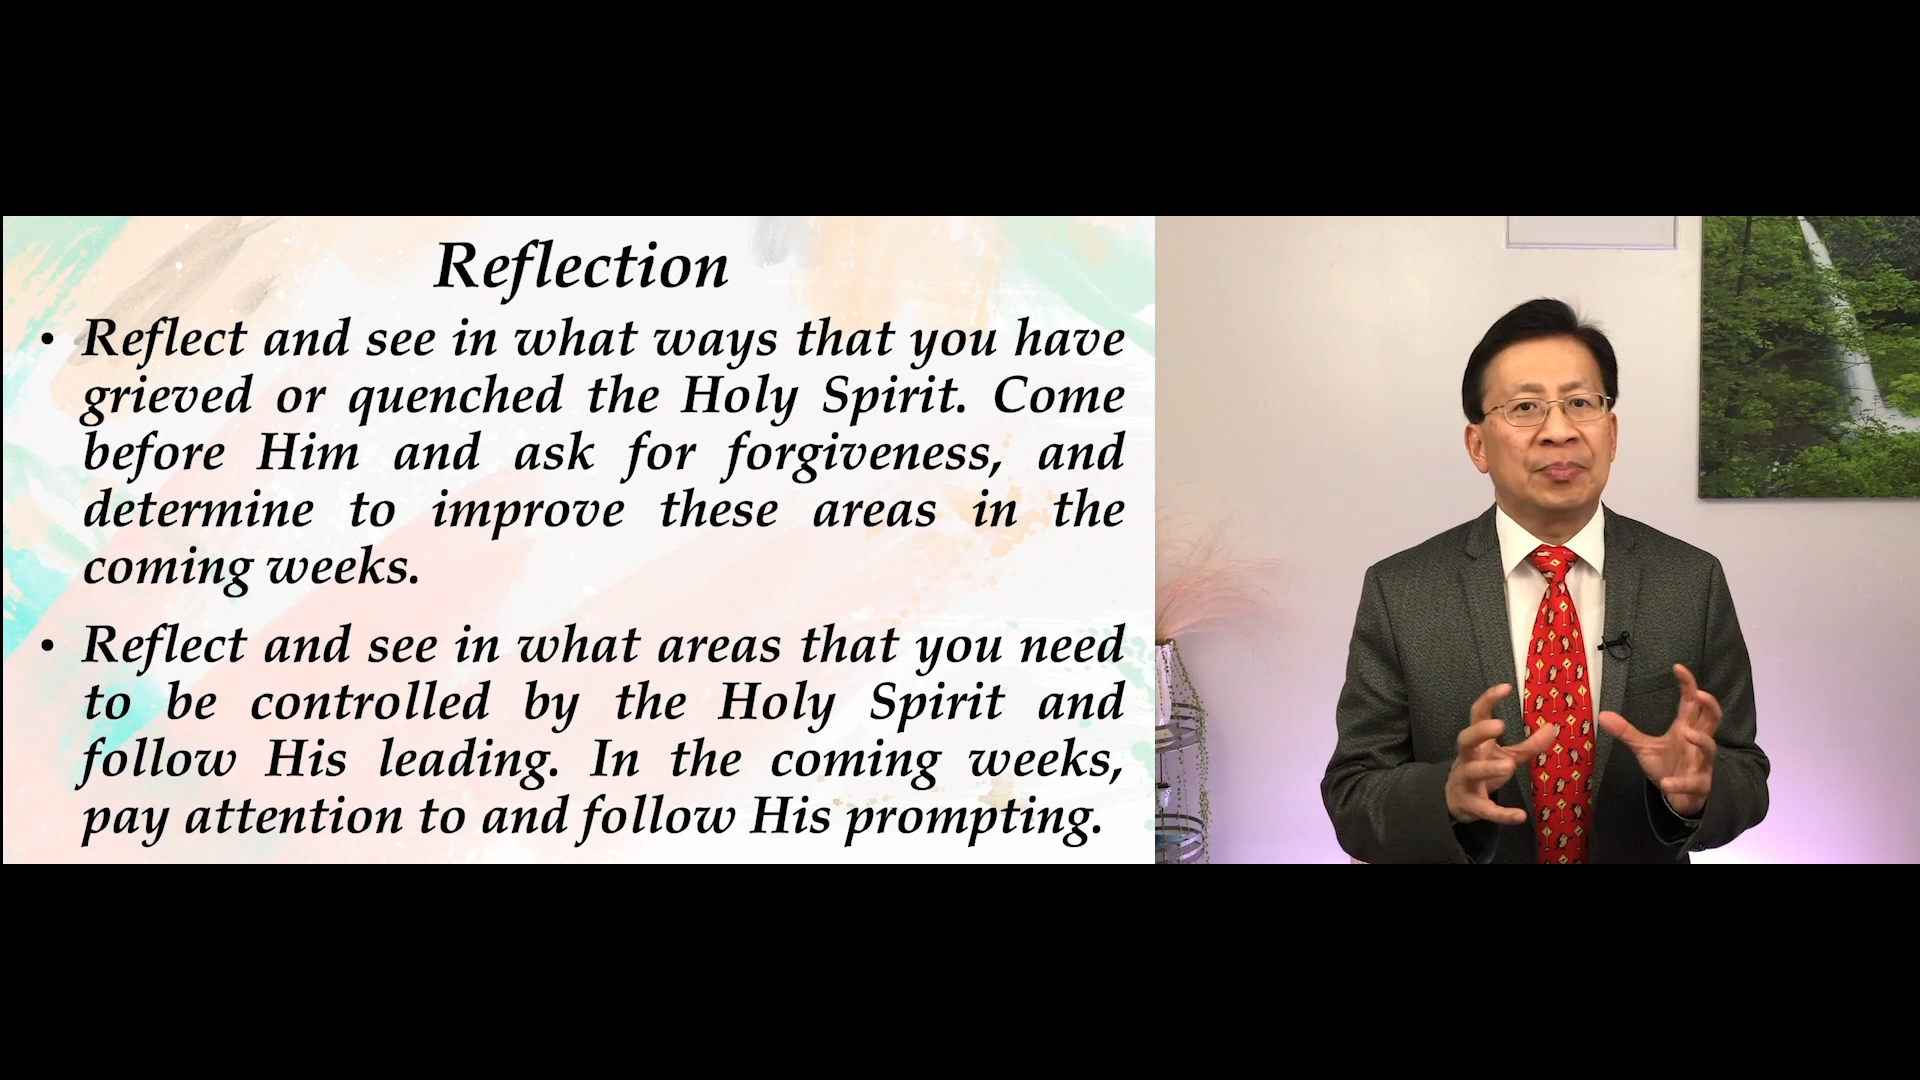 Reflection
• Reflect and see in what ways that you have
grieved or quenched the Holy Spirit. Come
before Him and ask for forgiveness, and
determine to improve these areas in the
coming weeks.
• Reflect and see in what areas that you need
to be controlled by the Holy Spirit and
follow His leading. In the coming weeks,
pay attention to and follow His prompting.